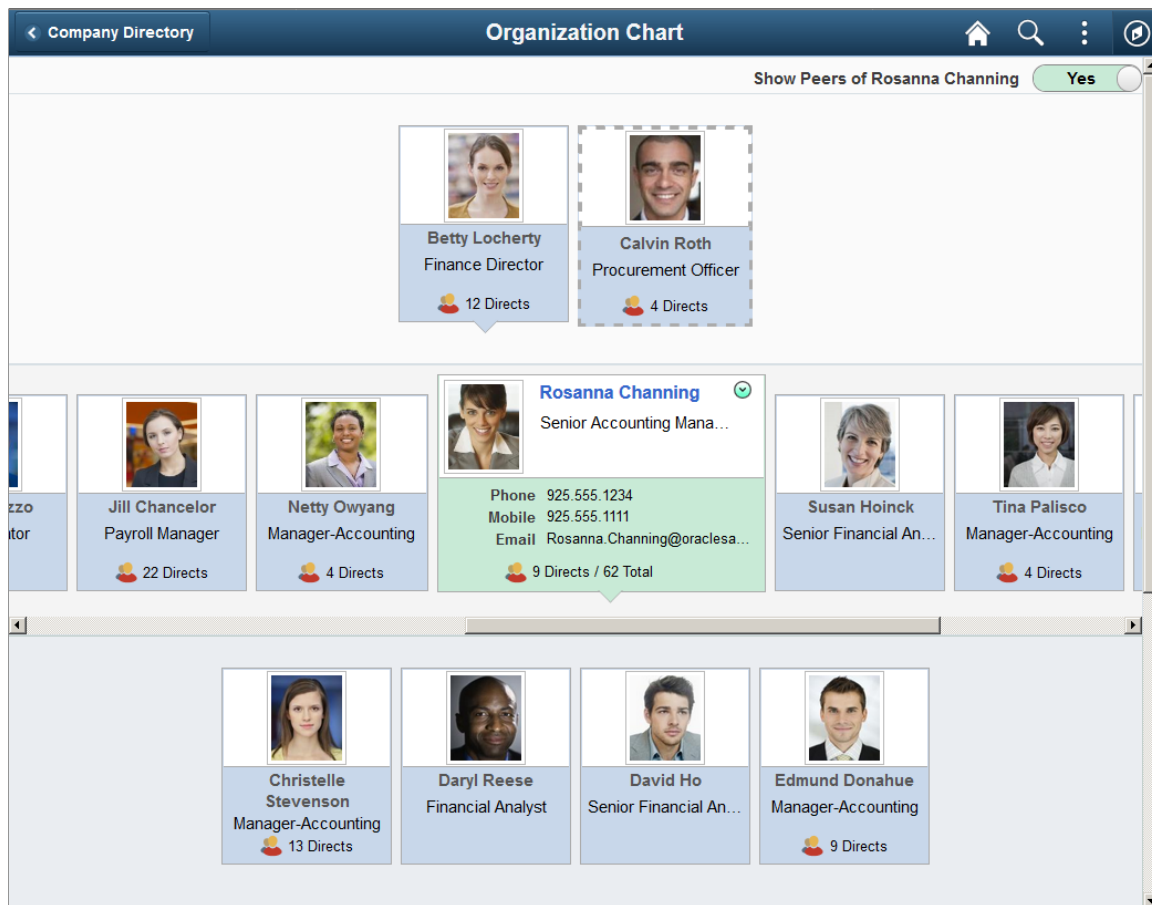 Company Directory
Organization Chart
Show Peers of Rosanna Channing Yes
Betty Locherty
Finance Director
12 Directs
Calvin Roth
Procurement Officer
4 Directs
zzo
tor
Jill Chancelor
Payroll Manager
22 Directs
Netty Owyang
Manager-Accounting
4 Directs
Rosanna Channing
Senior Accounting Mana...
Phone 925.555.1234
Mobile 925.555.1111
Email Rosanna.Channing@oraclesa...
9 Directs / 62 Total
Susan Hoinck
Senior Financial An...
Tina Palisco
Manager-Accounting
4 Directs
Christelle
Stevenson
Manager-Accounting
13 Directs
Daryl Reese
Financial Analyst
David Ho
Senior Financial An...
Edmund Donahue
Manager-Accounting
9 Directs